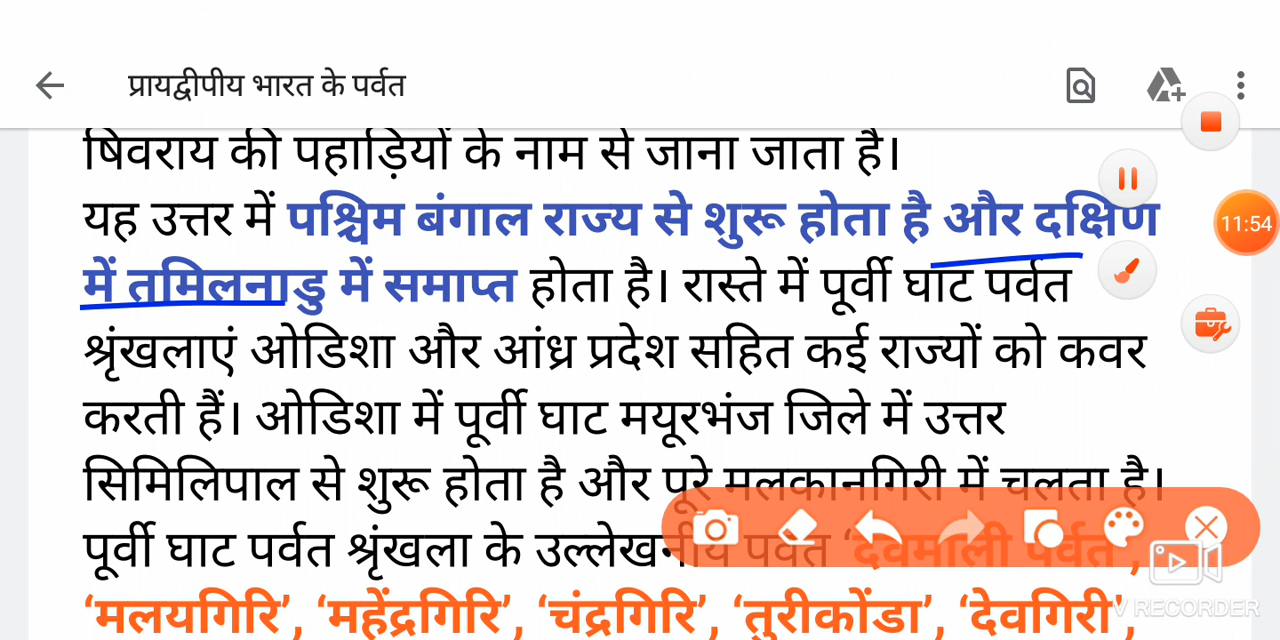 प्रायद्वीपीय भारत के पर्वत
षिवराय की पहाड़ियों के नाम से जाना जाता है।
यह उत्तर में पश्चिम बंगाल राज्य से शुरू होता है और दक्षिण
11:54
में तमिलनाडु में समाप्त होता है। रास्ते में पूर्वी घाट पर्वत
श्रृंखलाएं ओडिशा और आंध्र प्रदेश सहित कई राज्यों को कवर
करती हैं। ओडिशा में पूर्वी घाट मयूरभंज जिले में उत्तर
सिमिलिपाल से शुरू होता है और पूरे मलकानगिरी में चलता है।
पूर्वी घाट पर्वत श्रृंखला के उल्लेखनीय पर्वत ‘देवमाली पर्वत’,
‘मलयगिरि’, ‘महेंद्रगिरि’, ‘चंद्रगिरि’, ‘तुरीकोंडा’, ‘देवगिरी’,
V RECORDER